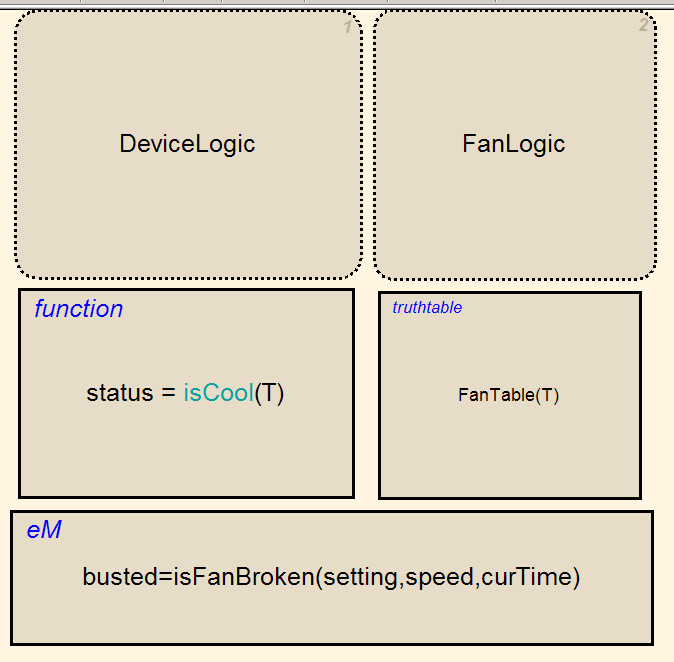 1
2
DeviceLogic
FanLogic
function
status = isCool(T)
truthtable
FanTable(T)
eM
busted=isFanBroken(setting,speed,curTime)